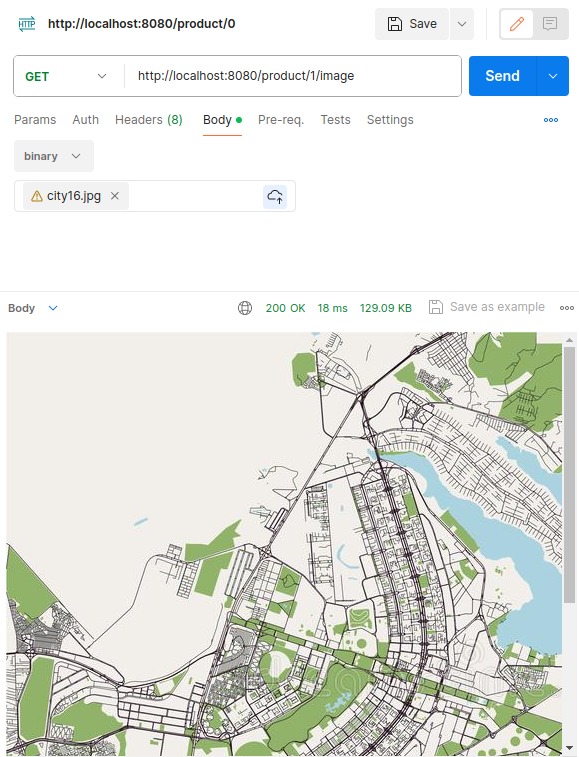 HTTP http://localhost:8080/product/0 Save
GET http://localhost:8080/product/1/image Send
Params Auth Headers (8) Body Pre-req. Tests Settings
binary
city16.jpg
Body 200 OK 18 ms 129.09 KB Save as example